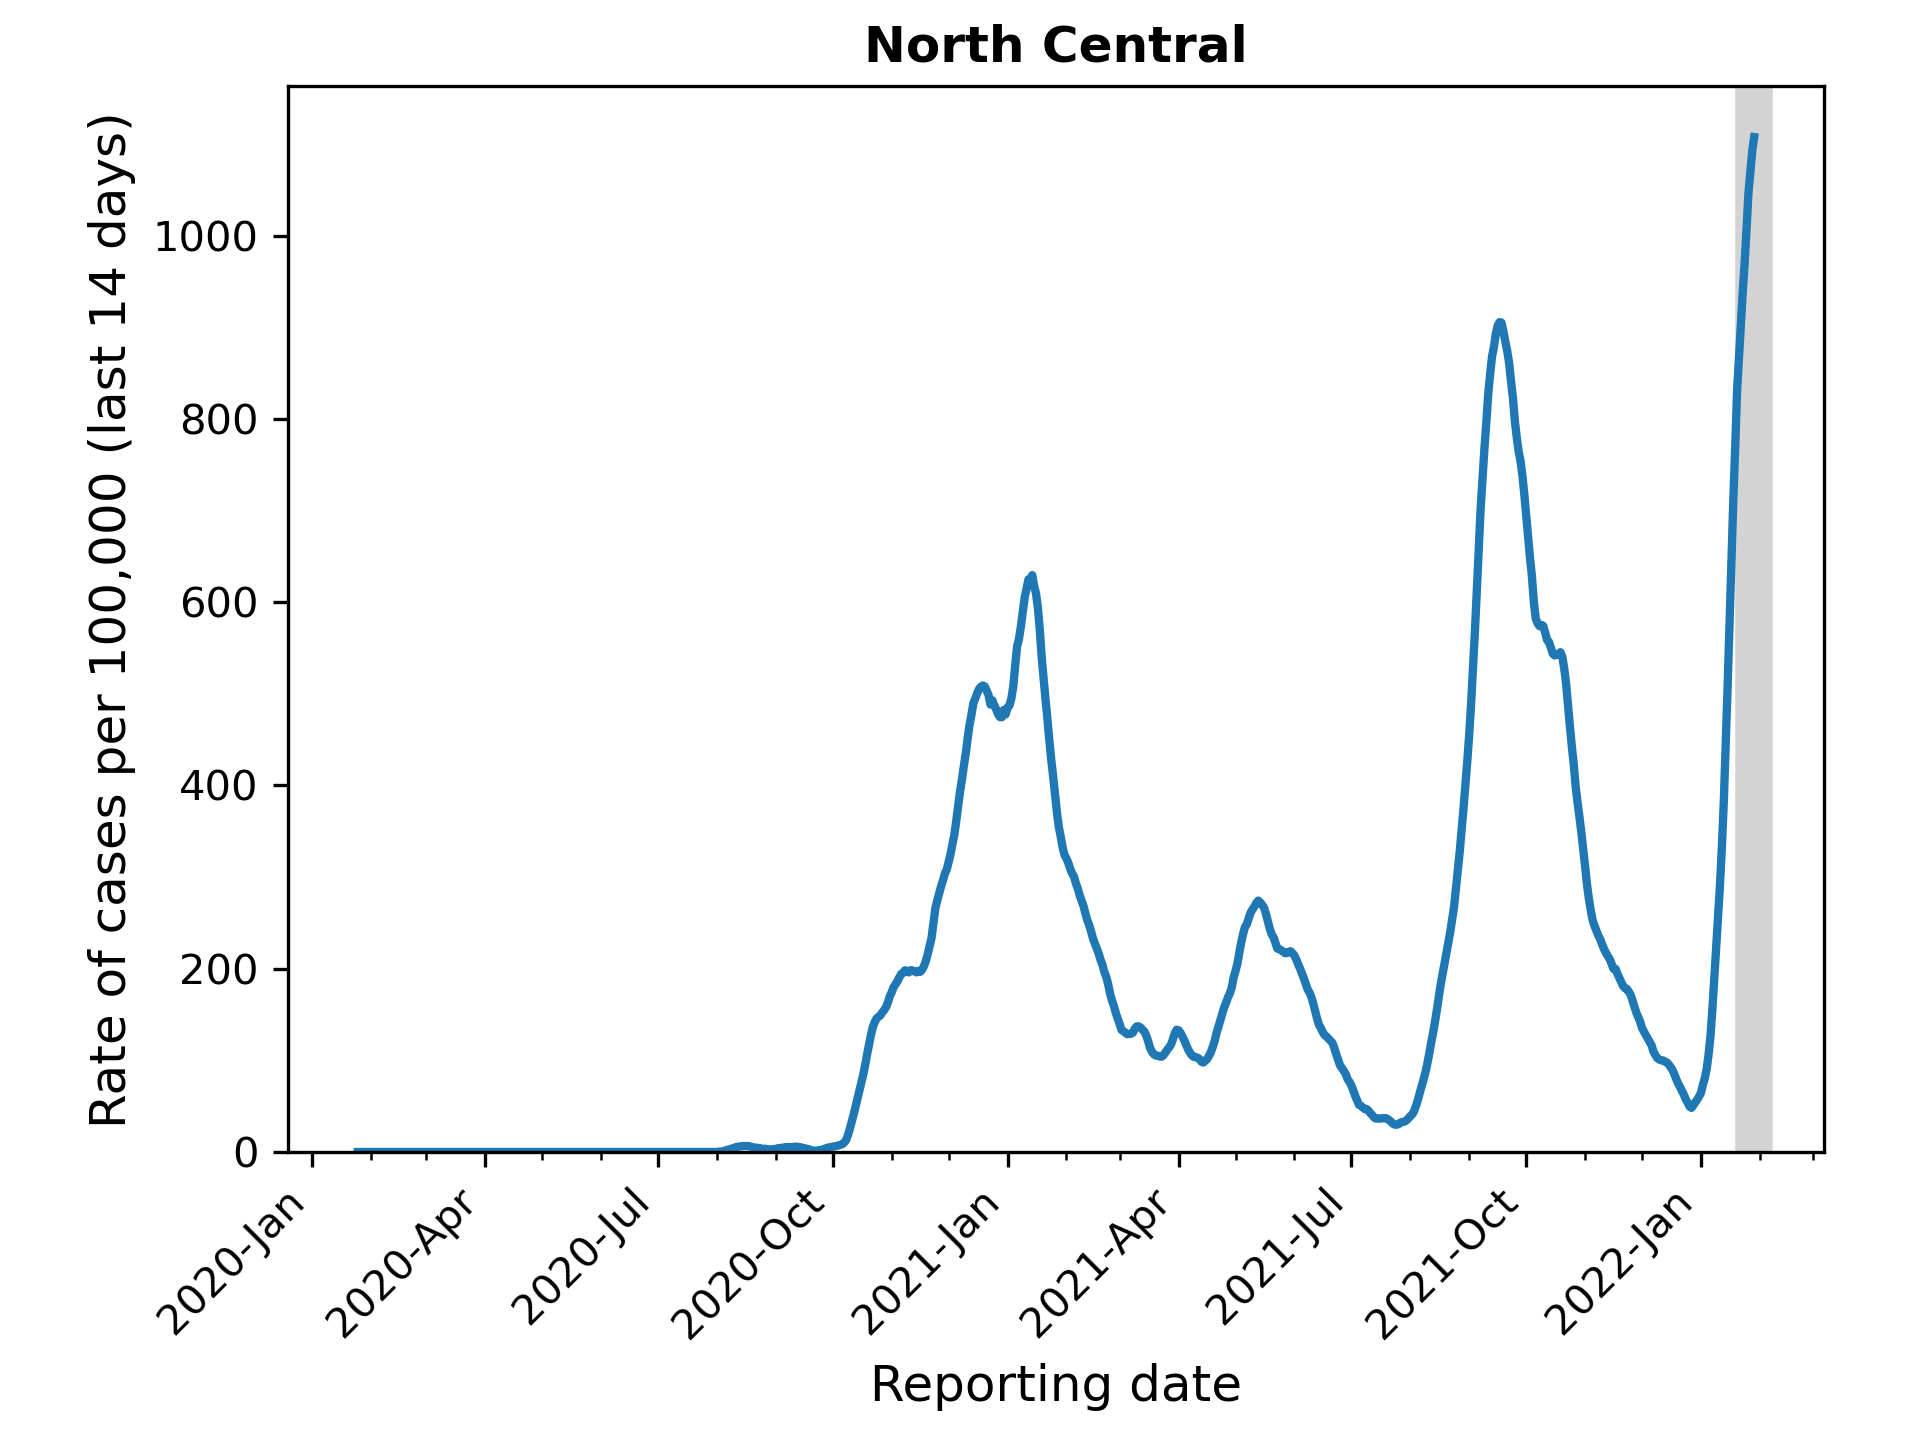 North Central
Rate of cases per 100,000 (last 14 days)
1000
800
600
400
200
0
2020-Jan
2020-Apr
2020-Jul
2020-Oct
2021-Jan
2021-Apr
2021-Jul
2021-Oct
2022-Jan
Reporting date